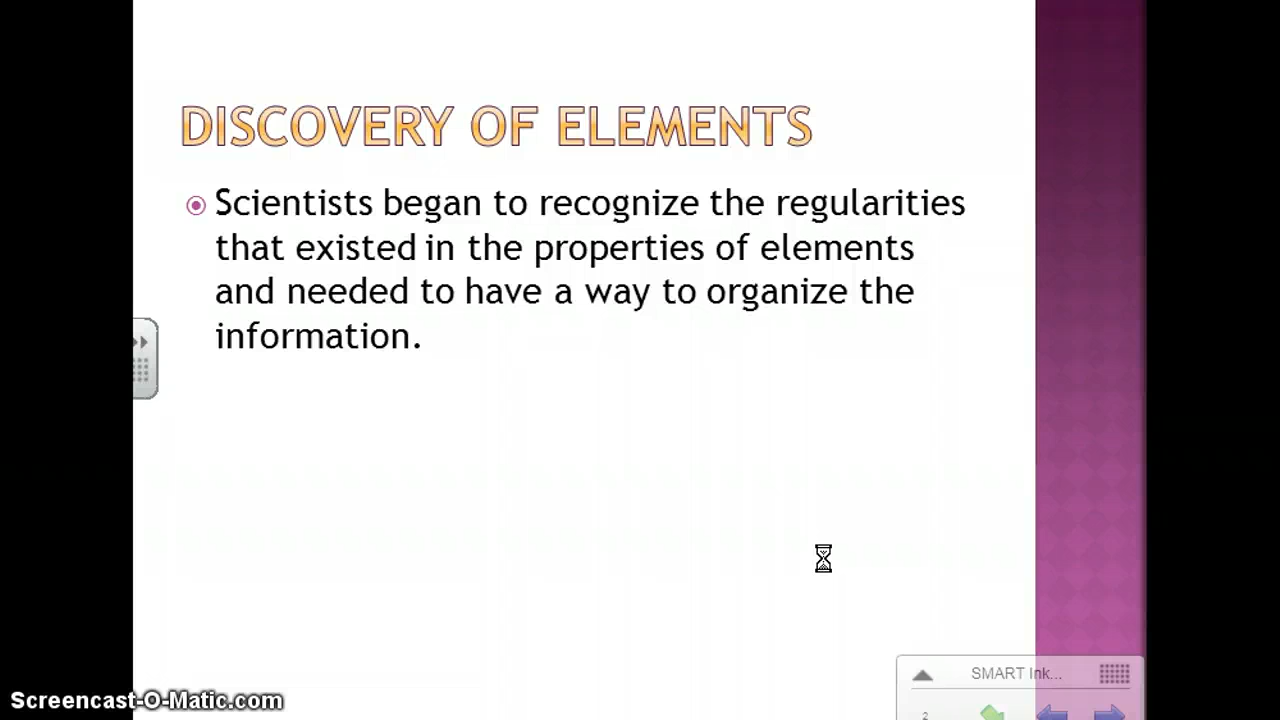 DISCOVERY OF ELEMENTS
Scientists began to recognize the regularities
that existed in the properties of elements
and needed to have a way to organize the
information.
SMART Ink...
2
Screencast-O-Matic.com